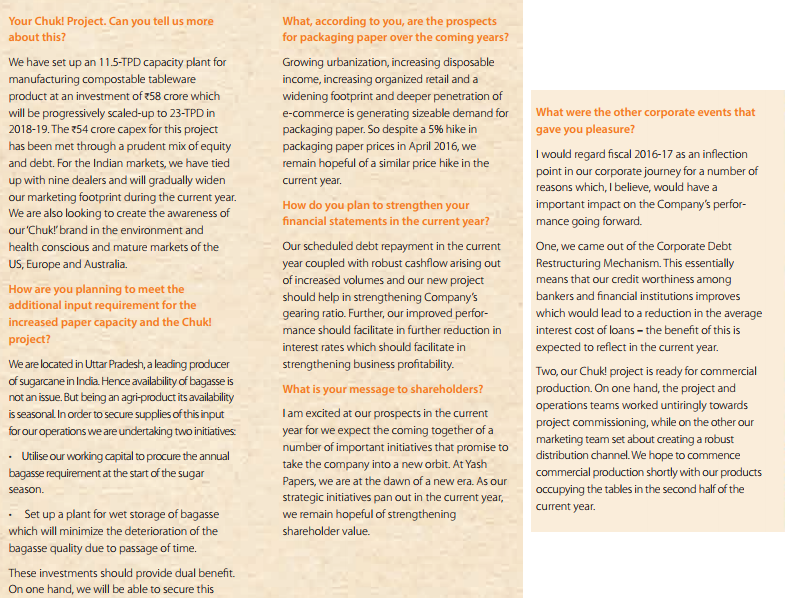 Your Chuk! Project. Can you tell us more
about this?
We have set up an 11.5-TPD capacity plant for
manufacturing compostable tableware
product at an investment of ₹58 crore which
will be progressively scaled-up to 23-TPD in
2018-19. The ₹54 crore capex for this project
has been met through a prudent mix of equity
and debt. For the Indian markets, we have tied
up with nine dealers and will gradually widen
our marketing footprint during the current year.
We are also looking to create the awareness of
our 'Chuk!' brand in the environment and
health conscious and mature markets of the
US, Europe and Australia.
How are you planning to meet the
additional input requirement for the
increased paper capacity and the Chuk!
project?
We are located in Uttar Pradesh, a leading producer
of sugarcane in India. Hence availability of bagasse is
not an issue. But being an agri-product its availability
is seasonal. In order to secure supplies of this input
for our operations we are undertaking two initiatives:
• Utilise our working capital to procure the annual
bagasse requirement at the start of the sugar
season.
• Set up a plant for wet storage of bagasse
which will minimize the deterioration of the
bagasse quality due to passage of time.
These investments should provide dual benefit.
On one hand, we will be able to secure this
What, according to you, are the prospects
for packaging paper over the coming years?
Growing urbanization, increasing disposable
income, increasing organized retail and a
widening footprint and deeper penetration of
e-commerce is generating sizeable demand for
packaging paper. So despite a 5% hike in
packaging paper prices in April 2016, we
remain hopeful of a similar price hike in the
current year.
How do you plan to strengthen your
financial statements in the current year?
Our scheduled debt repayment in the current
year coupled with robust cashflow arising out
of increased volumes and our new project
should help in strengthening Company's
gearing ratio. Further, our improved perfor-
mance should facilitate in further reduction in
interest rates which should facilitate in
strengthening business profitability.
What is your message to shareholders?
I am excited at our prospects in the current
year for we expect the coming together of a
number of important initiatives that promise to
take the company into a new orbit. At Yash
Papers, we are at the dawn of a new era. As our
strategic initiatives pan out in the current year,
we remain hopeful of strengthening
shareholder value.
What were the other corporate events that
gave you pleasure?
I would regard fiscal 2016-17 as an inflection
point in our corporate journey for a number of
reasons which, I believe, would have a
important impact on the Company's perfor-
mance going forward.
One, we came out of the Corporate Debt
Restructuring Mechanism. This essentially
means that our credit worthiness among
bankers and financial institutions improves
which would lead to a reduction in the average
interest cost of loans – the benefit of this is
expected to reflect in the current year.
Two, our Chuk! project is ready for commercial
production. On one hand, the project and
operations teams worked untiringly towards
project commissioning, while on the other our
marketing team set about creating a robust
distribution channel. We hope to commence
commercial production shortly with our products
occupying the tables in the second half of the
current year.